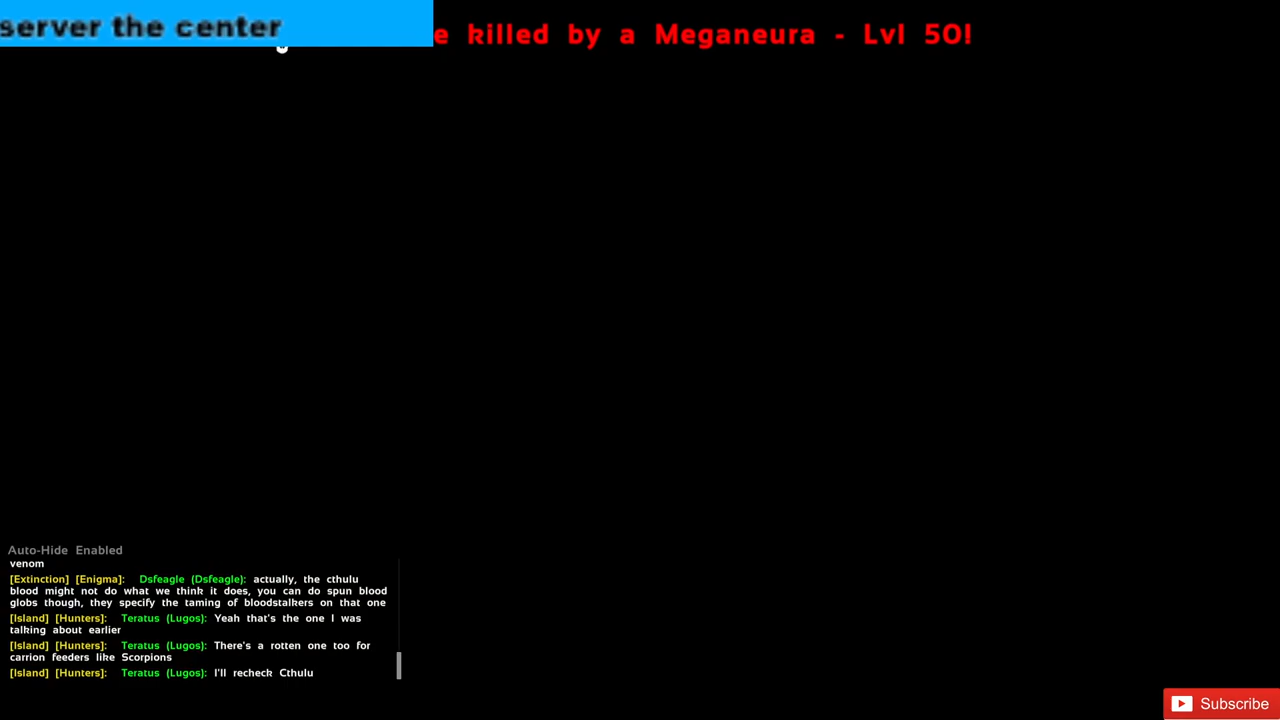 server the center
e killed by a Meganeura - Lvl 50!
Auto-Hide Enabled
venom
[Extinction] [Enigma]: Dsfeagle (Dsfeagle): actually, the cthulu
blood might not do what we think it does, you can do spun blood
globs though, they specify the taming of bloodstalkers on that one
[Island] [Hunters]: Teratus (Lugos): Yeah that's the one I was
talking about earlier
[Island] [Hunters]: Teratus (Lugos): There's a rotten one too for
carrion feeders like Scorpions
[Island] [Hunters]: Teratus (Lugos): I'll recheck Cthulu
Subscribe